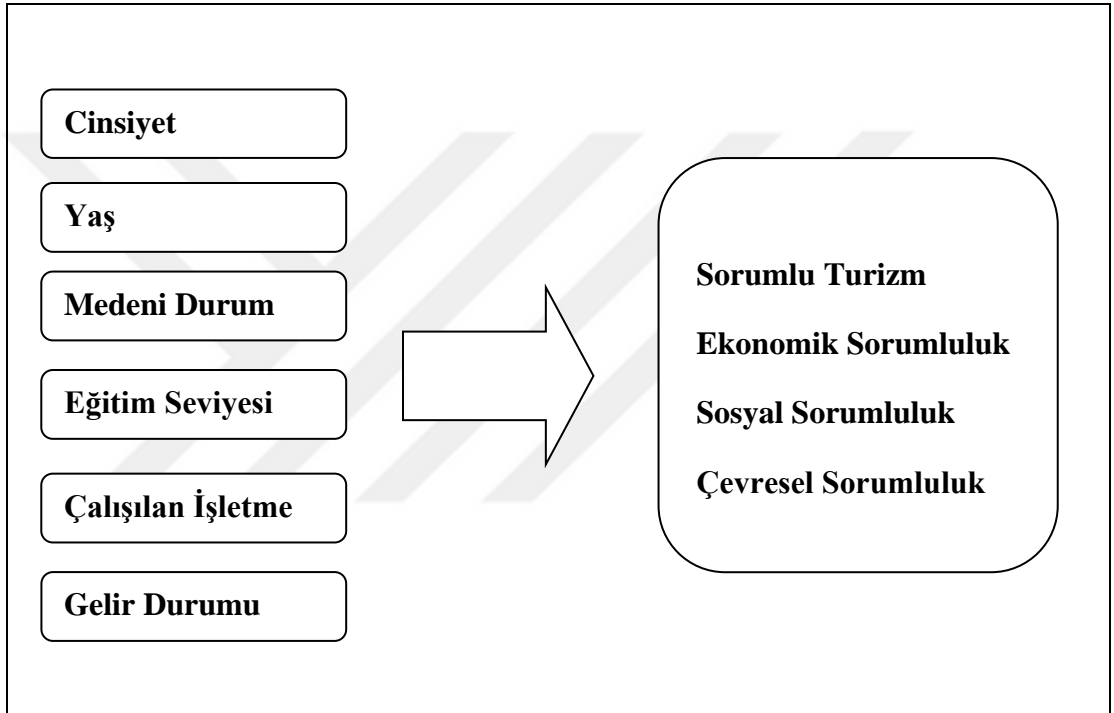 Cinsiyet
Yaş
Medeni Durum
Eğitim Seviyesi
Çalışılan İşletme
Gelir Durumu
Sorumlu Turizm
Ekonomik Sorumluluk
Sosyal Sorumluluk
Çevresel Sorumluluk